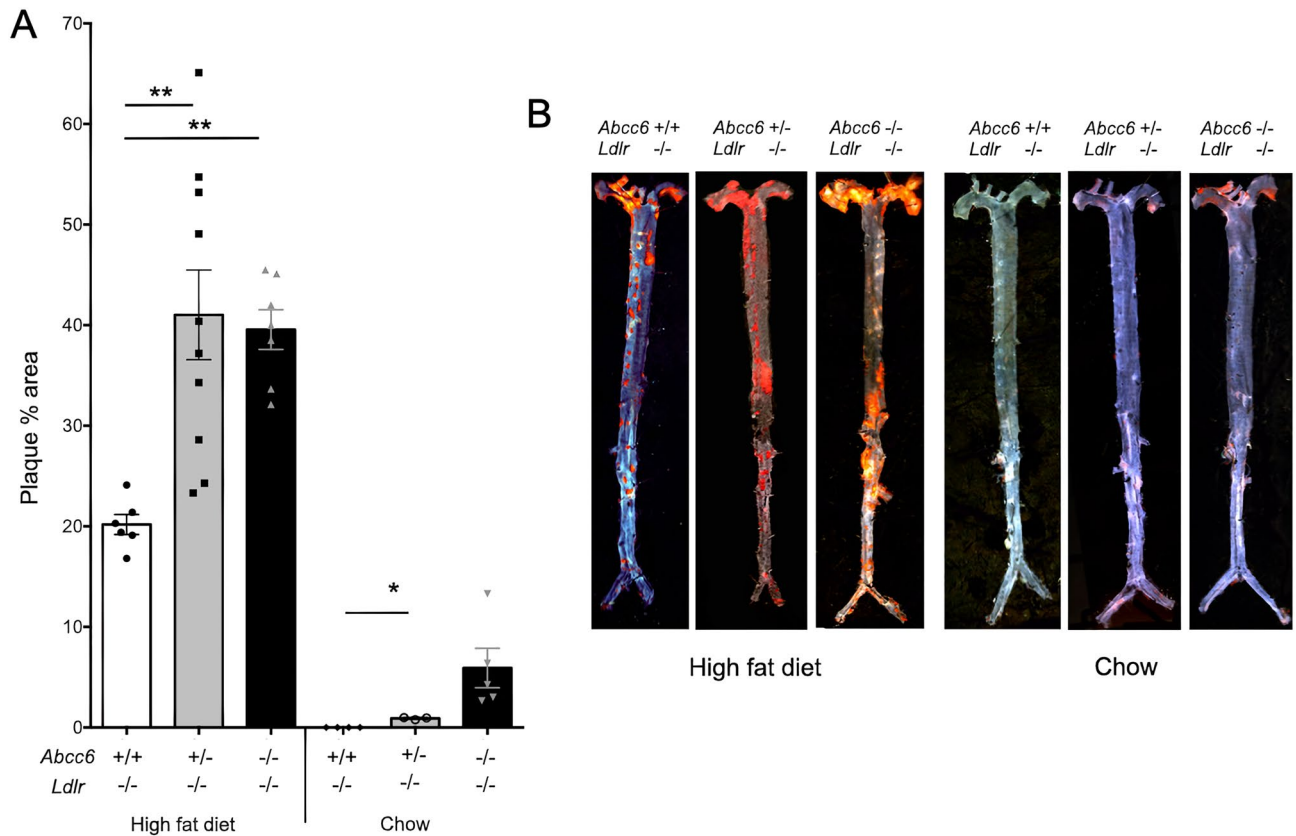 A
70
60
50
40
30
20
10
0
Plaque % area
**
**
*
Abcc6 +/+ +/- -/- +/+ +/- -/-
Ldlr -/- -/- -/- -/- -/- -/-
High fat diet Chow
B
Abcc6 +/+ Abcc6 +/- Abcc6 -/- Abcc6 +/+ Abcc6 +/- Abcc6 -/-
Ldlr -/- Ldlr -/- Ldlr -/- Ldlr -/- Ldlr -/- Ldlr -/-
High fat diet Chow